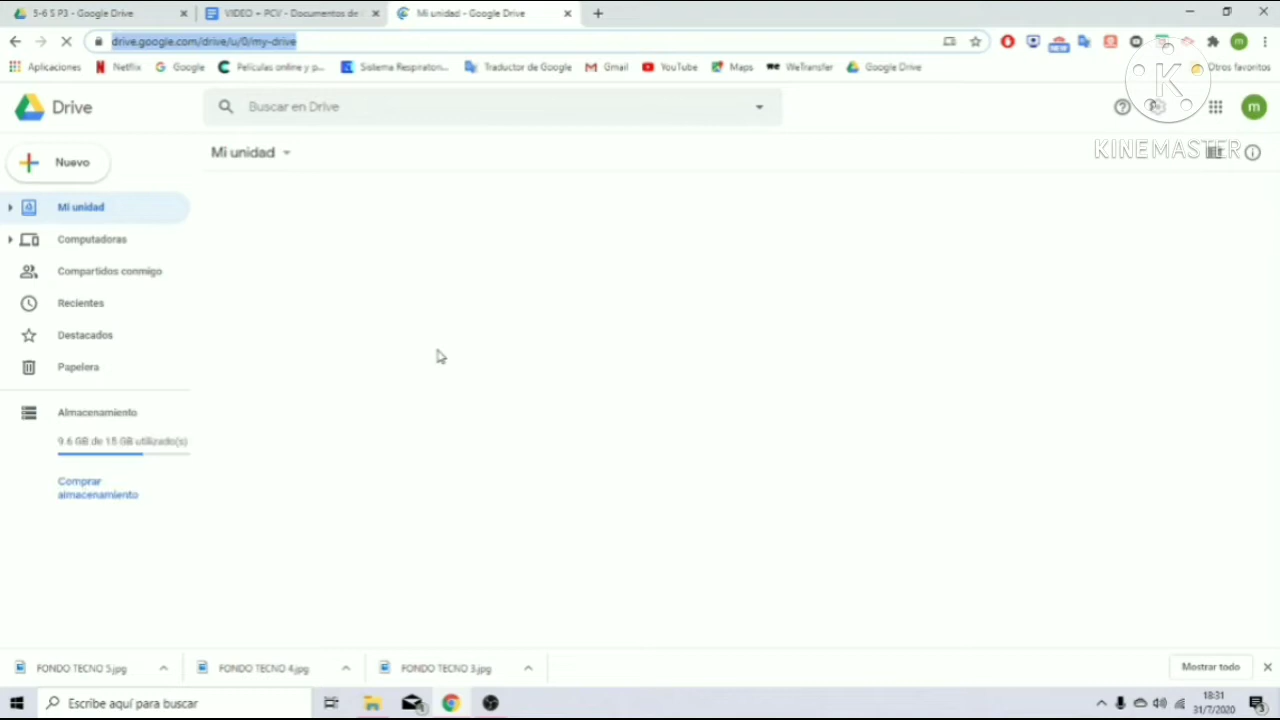 5-6 S P3 - Google Drive
VIDEO + PCI/ - Documentos de
Mi unidad - Google Drive
drive.google.com/drive/u/0/my-drive
NEW
m
Aplicaciones
Netflix
Google
Películas online y p...
Sistema Respiraton...
Traductor de Google
Gmail
YouTube
Maps
WeTransfer
Google Drive
Otros favoritos
Drive
Buscar en Drive
m
K
KINEMASTER
Nuevo
Mi unidad
Mi unidad
Computadoras
Compartidos conmigo
Recientes
Destacados
Papelera
Almacenamiento
9.6 GB de 15 GB utilizado(s)
Comprar
almacenamiento
FONDO TECNO 5.jpg
FONDO TECNO 4.jpg
FONDO TECNO 3.jpg
Mostrar todo
Escribe aquí para buscar
18:31
31/7/2020